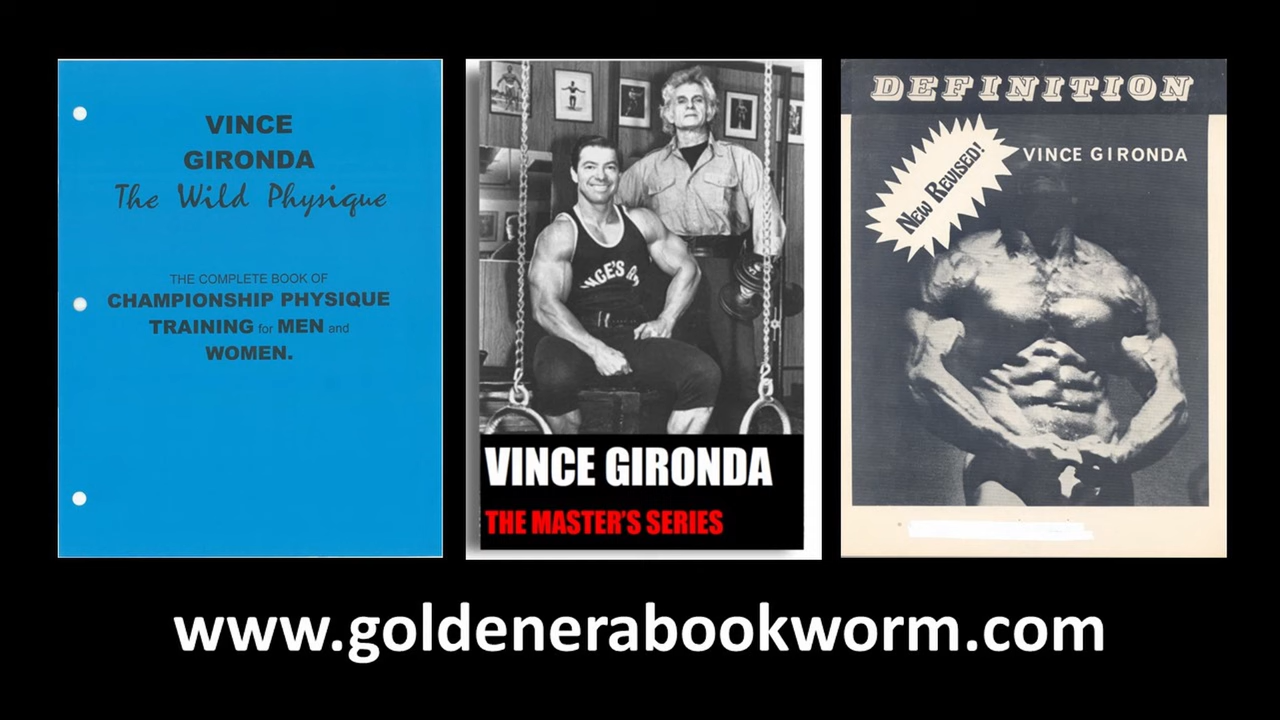 VINCE
GIRONDA
The Wild Physique
THE COMPLETE BOOK OF
CHAMPIONSHIP PHYSIQUE
TRAINING for MEN and
WOMEN.
VINCE GIRONDA
THE MASTER'S SERIES
DEFINITION
New Revised!
VINCE GIRONDA
www.goldenerabookworm.com